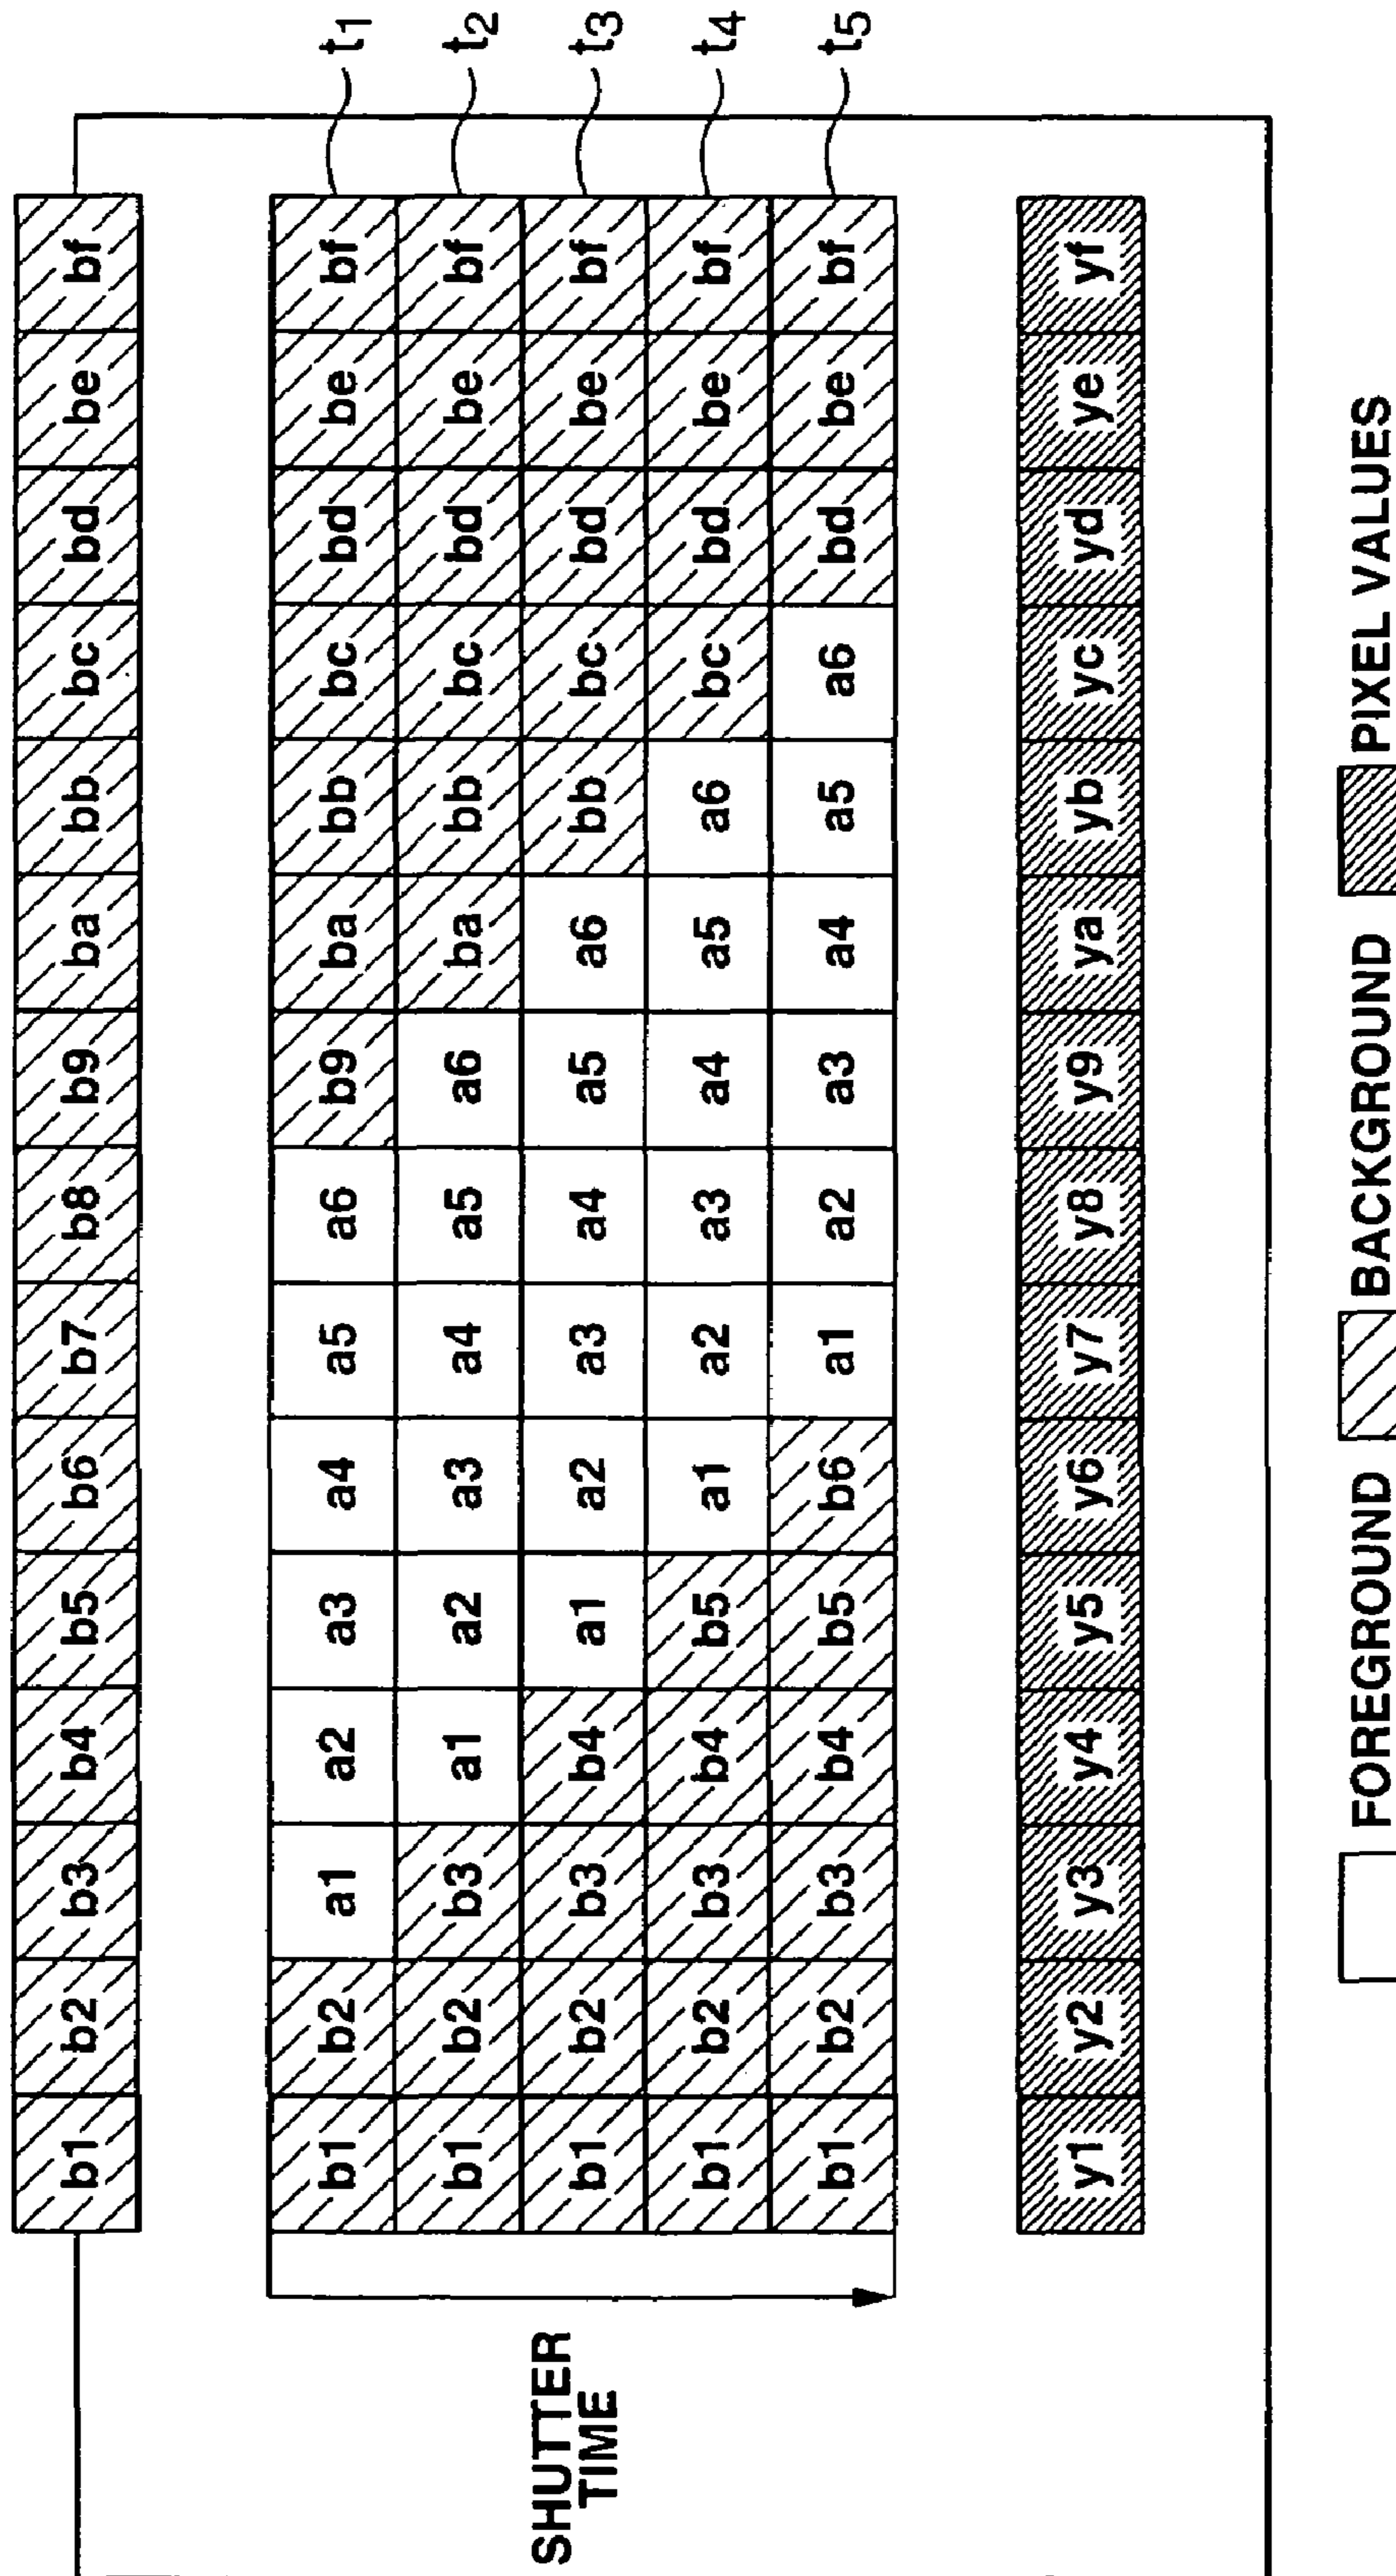 b1 b2 b3 b4 b5 b6 b7 b8 b9 ba bb bc bd be bf
b1 b2 a1 a2 a3 a4 a5 a6 b9 ba bb bc bd be bf t1
b1 b2 b3 a1 a2 a3 a4 a5 a6 ba bb bc bd be bf t2
b1 b2 b3 b4 a1 a2 a3 a4 a5 a6 bb bc bd be bf t3
b1 b2 b3 b4 b5 a1 a2 a3 a4 a5 a6 bc bd be bf t4
b1 b2 b3 b4 b5 b6 a1 a2 a3 a4 a5 a6 bd be bf t5
SHUTTER
TIME
y1 y2 y3 y4 y5 y6 y7 y8 y9 ya yb yc yd ye yf
FOREGROUND BACKGROUND PIXEL VALUES